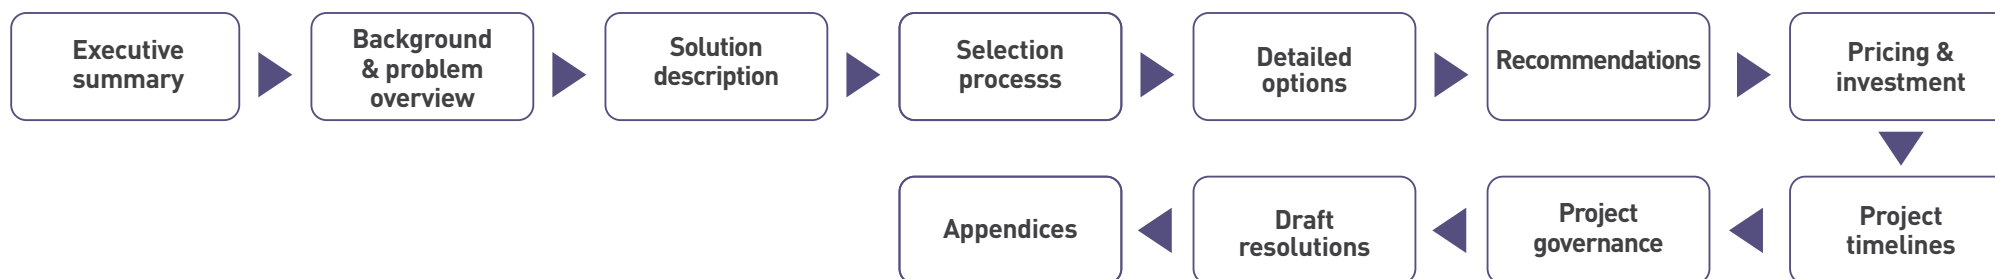 Executive
summary
Background
& problem
overview
Solution
description
Selection
processs
Detailed
options
Recommendations
Pricing &
investment
Project
timelines
Project
governance
Draft
resolutions
Appendices